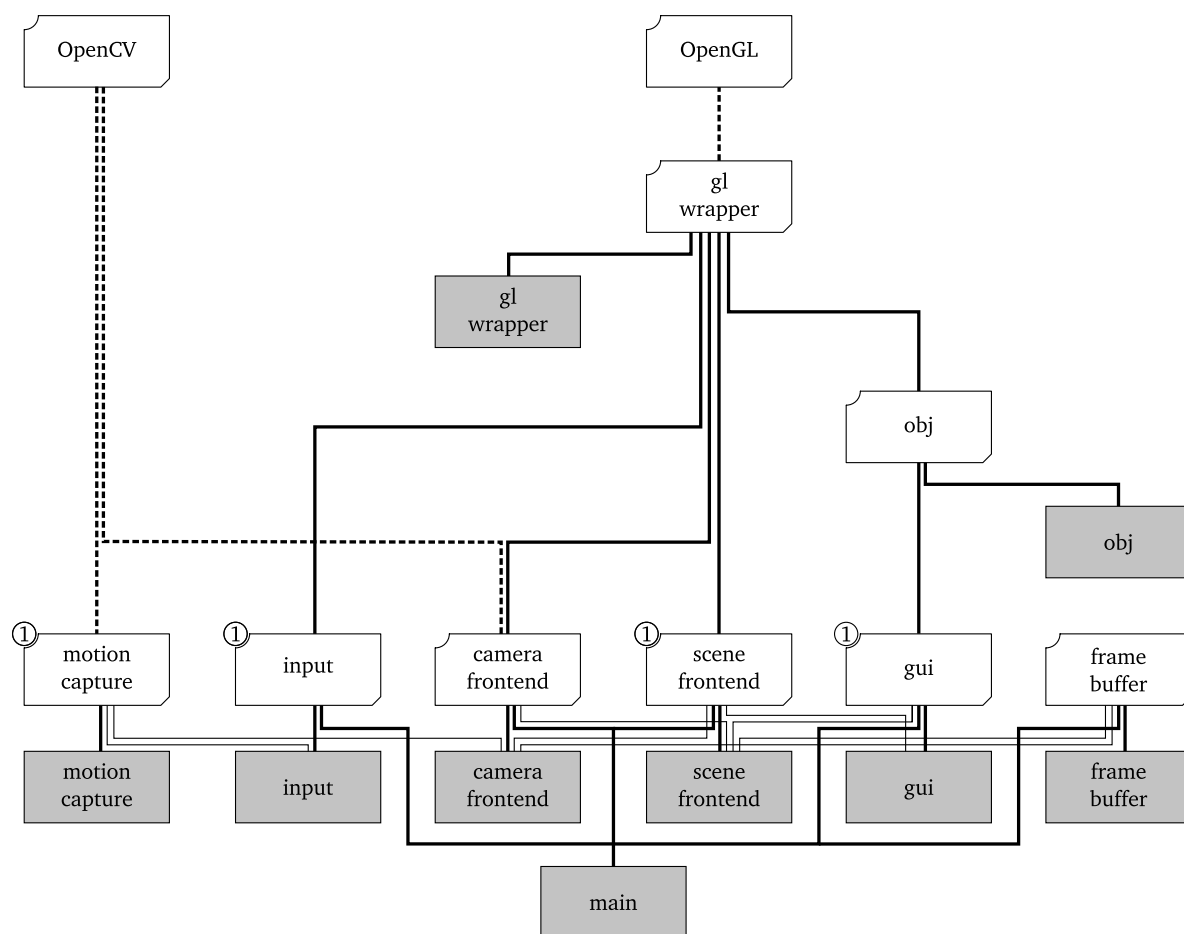 OpenCV
OpenGL
gl
wrapper
gl
wrapper
obj
obj
1
motion
capture
1
input
camera
frontend
1
scene
frontend
1
gui
frame
buffer
motion
capture
input
camera
frontend
scene
frontend
gui
frame
buffer
main